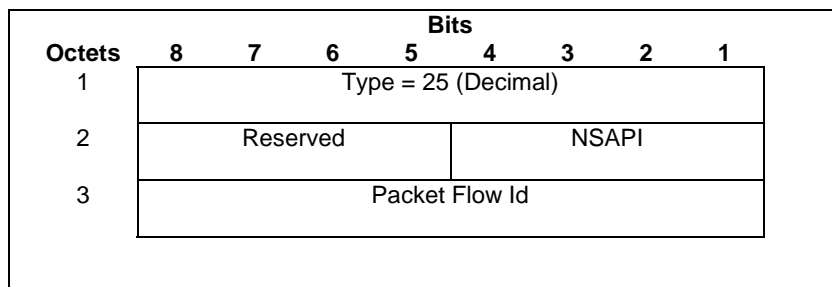 Bits
Octets 8 7 6 5 4 3 2 1
1 Type = 25 (Decimal)
2 Reserved NSAPI
3 Packet Flow Id